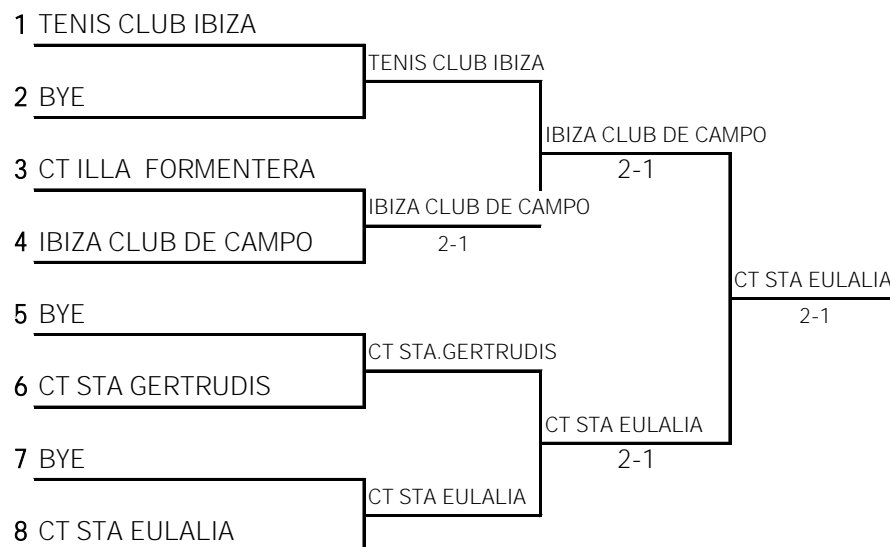 1 TENIS CLUB IBIZA
TENIS CLUB IBIZA
2 BYE
IBIZA CLUB DE CAMPO
2-1
3 CT ILLA FORMENTERA
IBIZA CLUB DE CAMPO
2-1
4 IBIZA CLUB DE CAMPO
CT STA EULALIA
2-1
5 BYE
CT STA.GERTRUDIS
6 CT STA GERTRUDIS
CT STA EULALIA
2-1
7 BYE
CT STA EULALIA
8 CT STA EULALIA